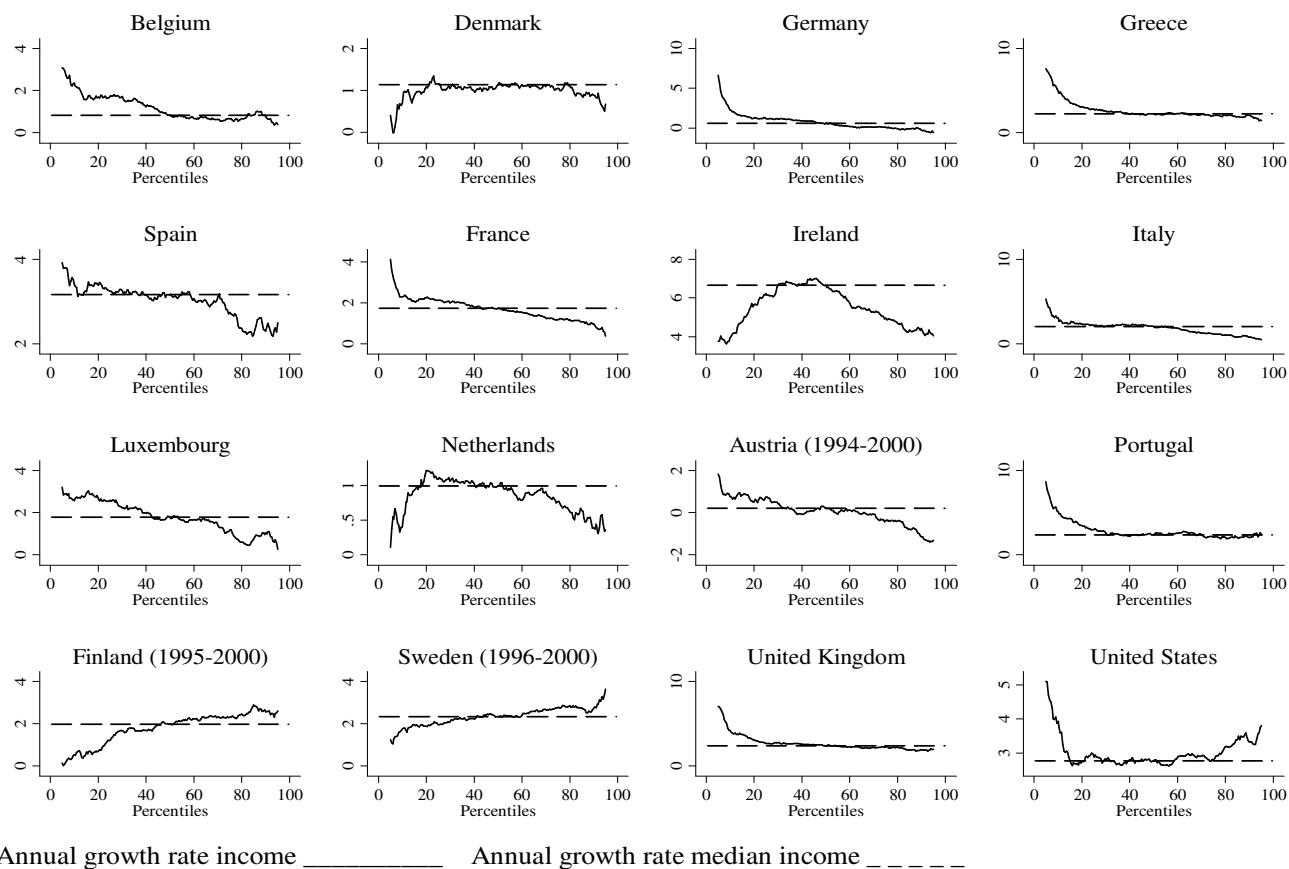 Belgium Denmark Germany Greece
4 2 10 10
2 1 5 5
0 0 0 0
0 20 40 60 80 100 0 20 40 60 80 100 0 20 40 60 80 100 0 20 40 60 80 100
Percentiles Percentiles Percentiles Percentiles
Spain France Ireland Italy
4 4 8 10
2 2 6 5
0 4 0
0 20 40 60 80 100 0 20 40 60 80 100 0 20 40 60 80 100 0 20 40 60 80 100
Percentiles Percentiles Percentiles Percentiles
Luxembourg Netherlands Austria (1994-2000) Portugal
4 1 2 10
2 .5 0 5
0 0 -2 0
0 20 40 60 80 100 0 20 40 60 80 100 0 20 40 60 80 100 0 20 40 60 80 100
Percentiles Percentiles Percentiles Percentiles
Finland (1995-2000) Sweden (1996-2000) United Kingdom United States
4 4 10 5
2 2 5 4
0 0 0 3
0 20 40 60 80 100 0 20 40 60 80 100 0 20 40 60 80 100 0 20 40 60 80 100
Percentiles Percentiles Percentiles Percentiles
Annual growth rate income __________ Annual growth rate median income _ _ _ _ _